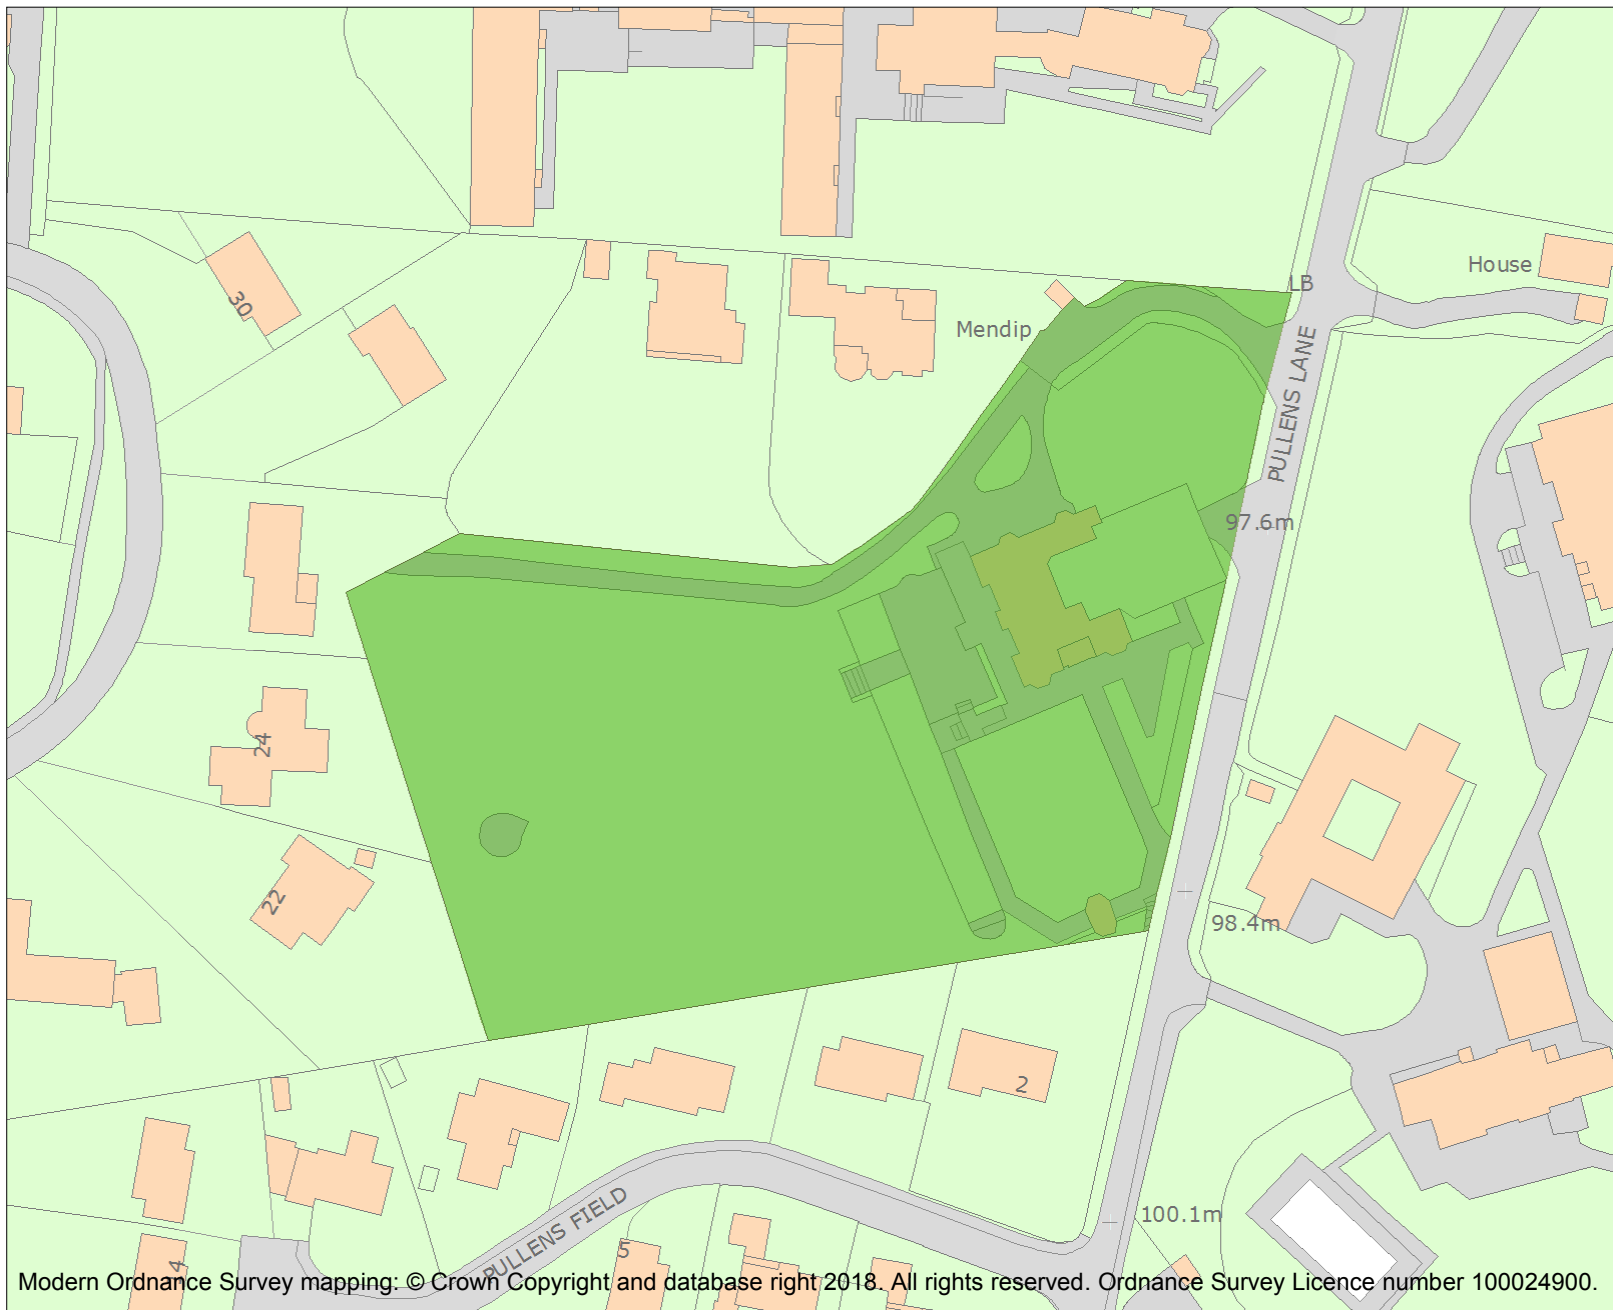 House
LB
30
Mendip
PULLENS LANE
97.6m
24
22
98.4m
2
100.1m
PULLENS FIELD
5
14
Modern Ordnance Survey mapping: © Crown Copyright and database right 2018. All rights reserved. Ordnance Survey Licence number 100024900.